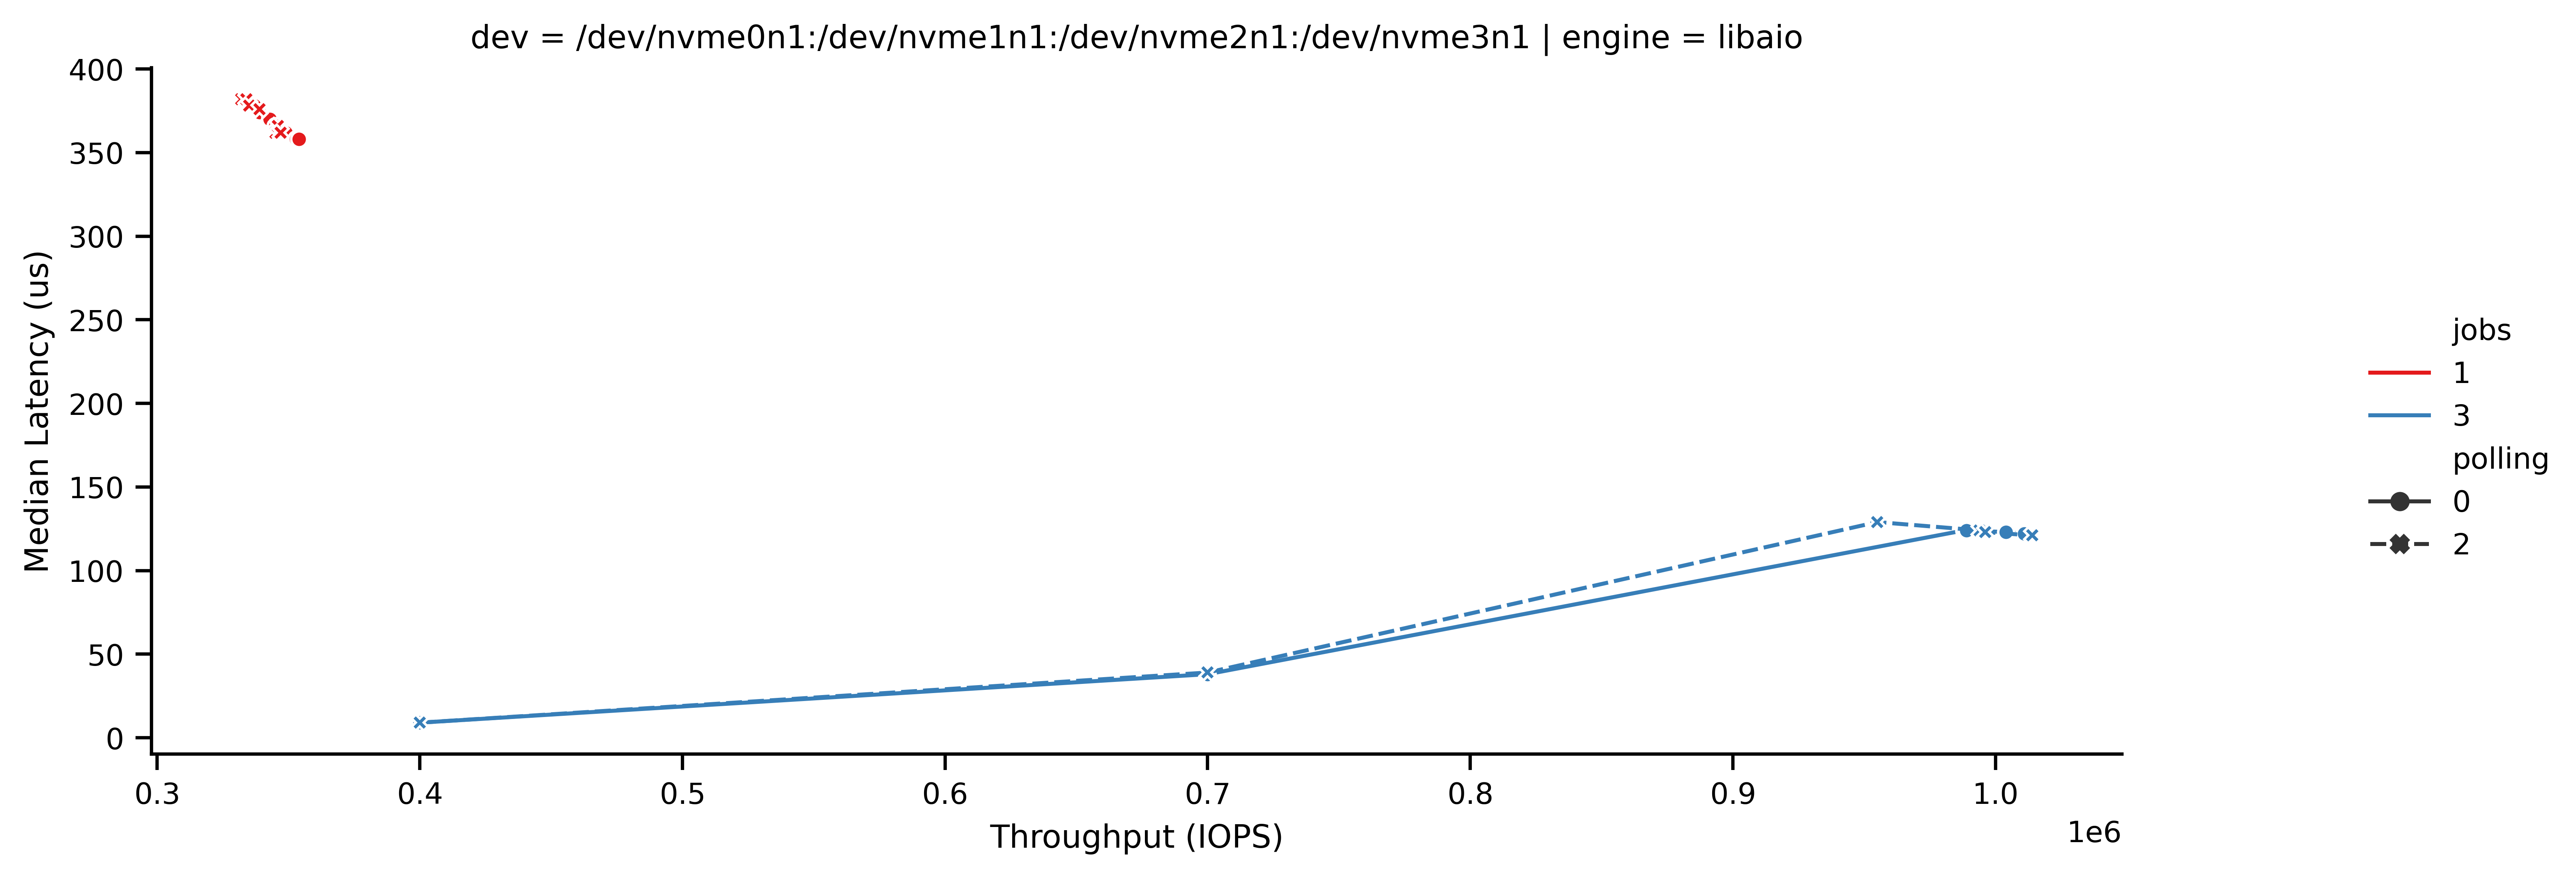 dev = /dev/nvme0n1:/dev/nvme1n1:/dev/nvme2n1:/dev/nvme3n1 | engine = libaio
400
350
300
250
200
150
100
50
0
Median Latency (us)
0.3 0.4 0.5 0.6 0.7 0.8 0.9 1.0
1e6
Throughput (IOPS)
jobs
1
3
polling
0
2